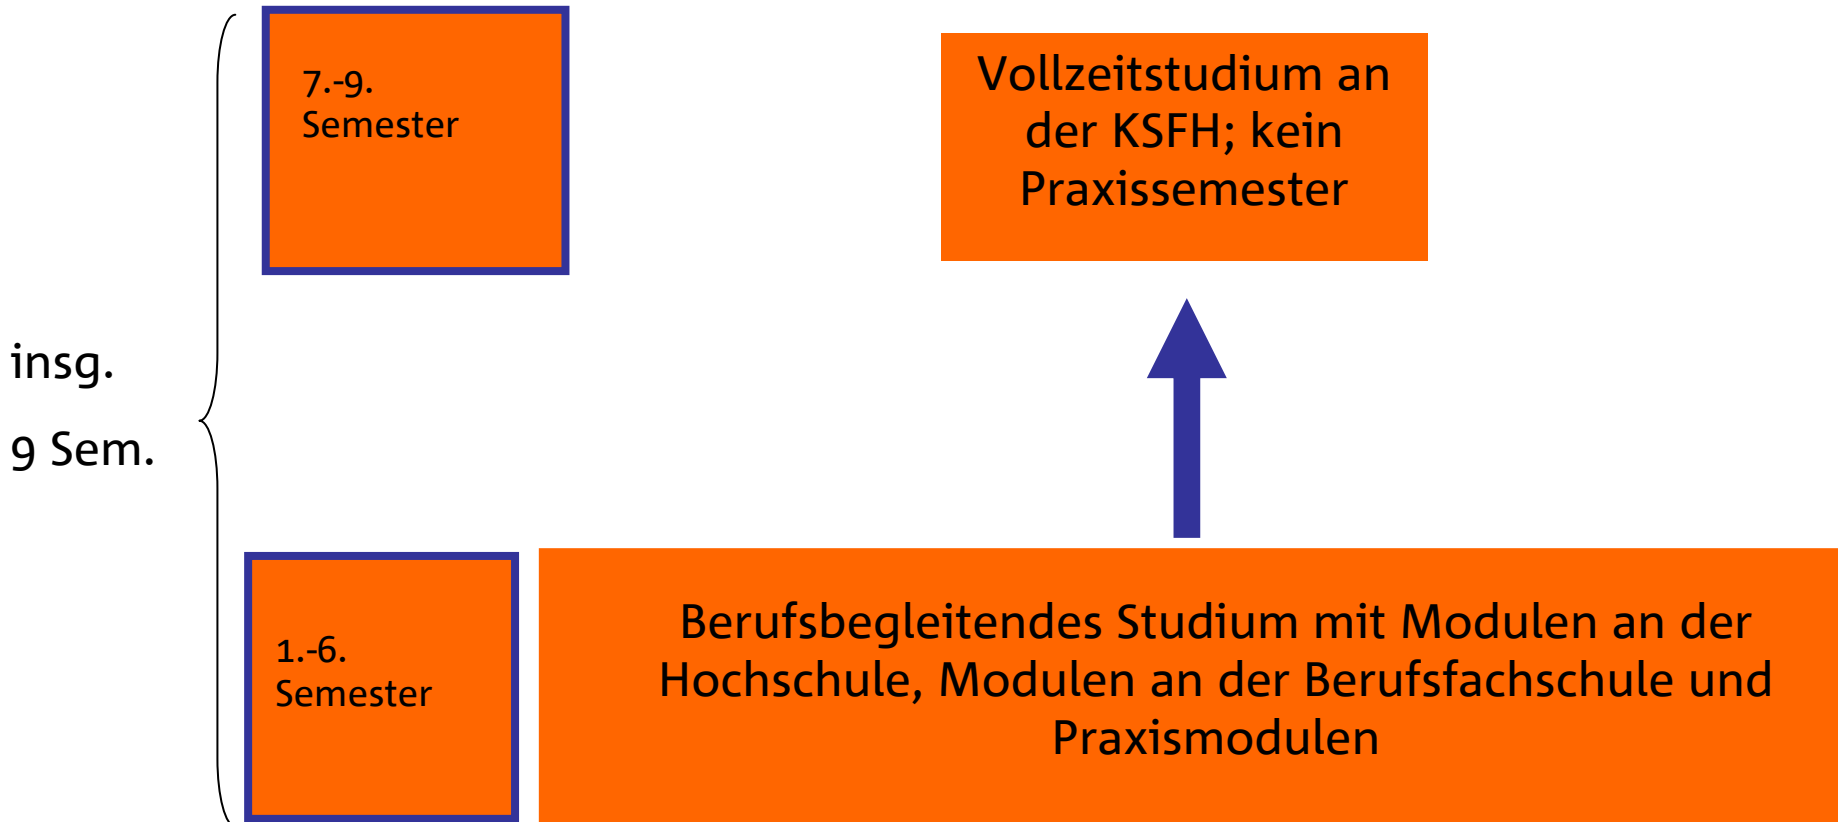 7.-9.
Semester
Vollzeitstudium an
der KSFH; kein
Praxissemester
insg.
9 Sem.
1.-6.
Semester
Berufsbegleitendes Studium mit Modulen an der
Hochschule, Modulen an der Berufsfachschule und
Praxismodulen